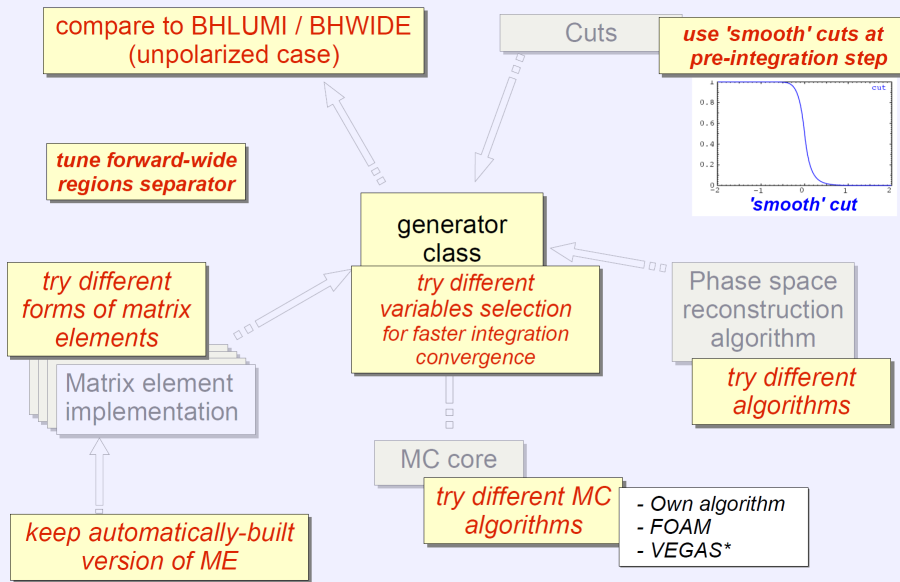 compare to BHLUMI / BHWIDE
(unpolarized case)
Cuts
use 'smooth' cuts at
pre-integration step
cut
1
0.8
0.6
0.4
0.2
0
-2
-1
0
1
2
'smooth' cut
tune forward-wide
regions separator
generator
class
try different
variables selection
for faster integration
convergence
try different
forms of matrix
elements
Matrix element
implementation
Phase space
reconstruction
algorithm
try different
algorithms
MC core
try different MC
algorithms
- Own algorithm
- FOAM
- VEGAS*
keep automatically-built
version of ME